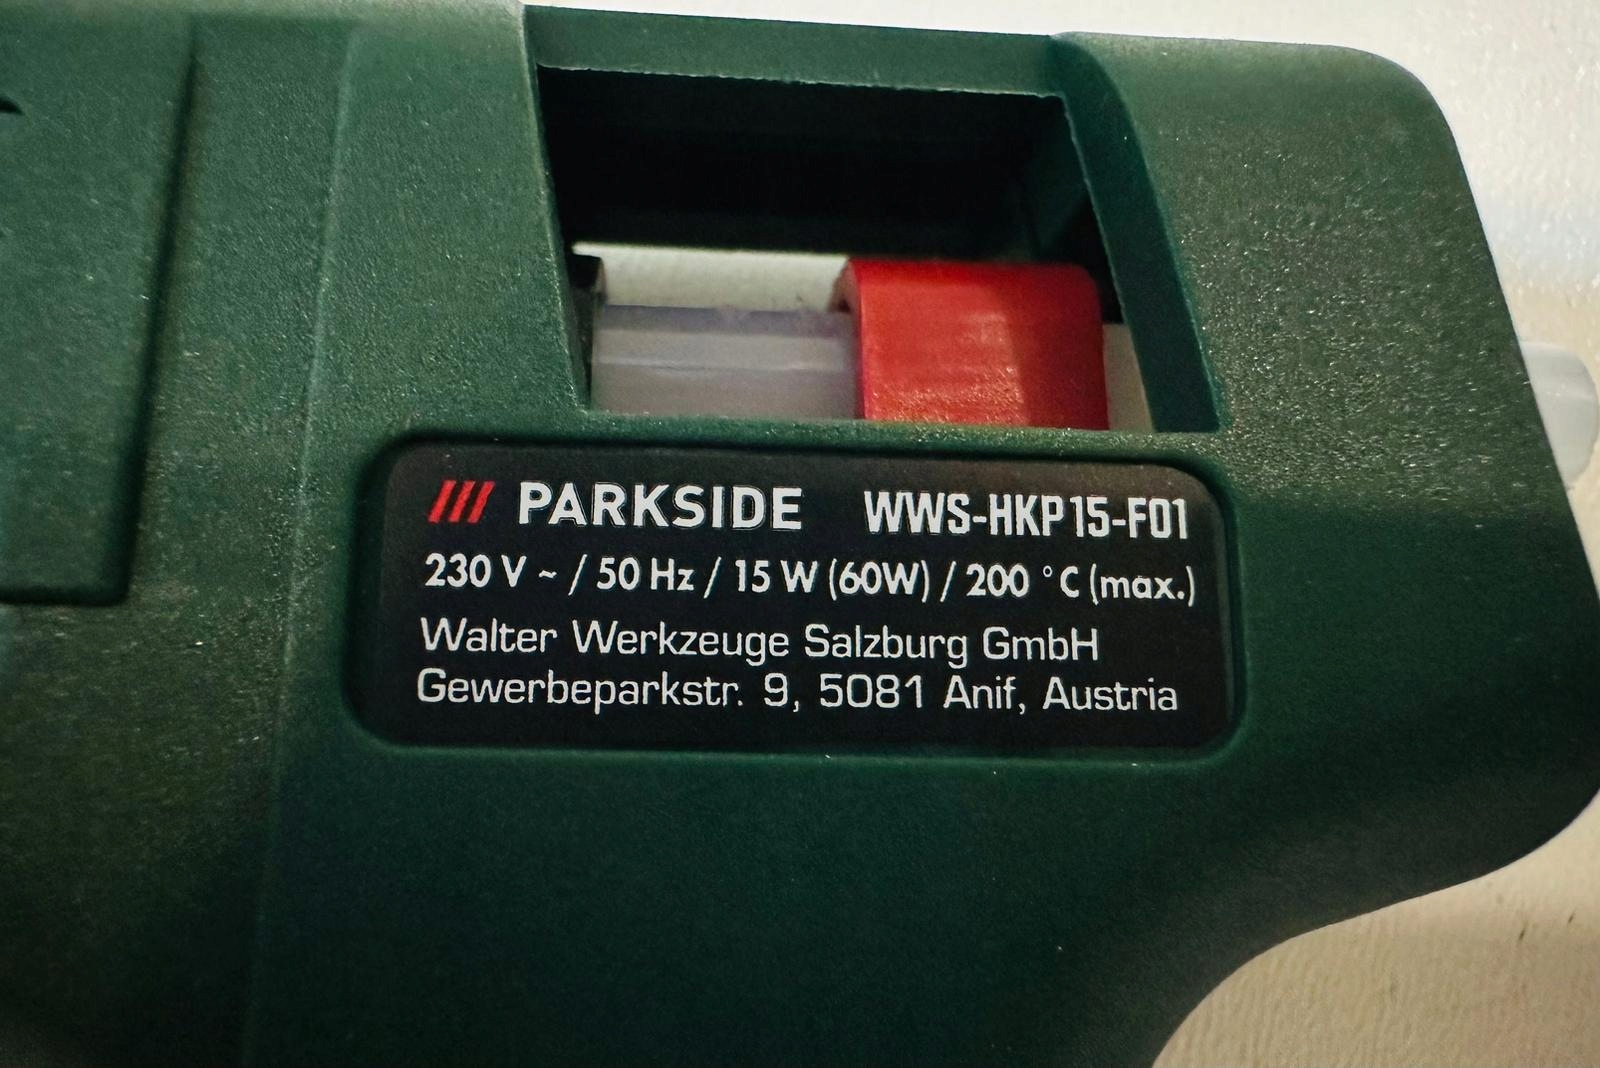 PARKSIDE WWS-HKP15-F01
230 V ~ / 50 Hz / 15 W (60W) / 200 °C (max.)
Walter Werkzeuge Salzburg GmbH
Gewerbeparkstr. 9, 5081 Anif, Austria